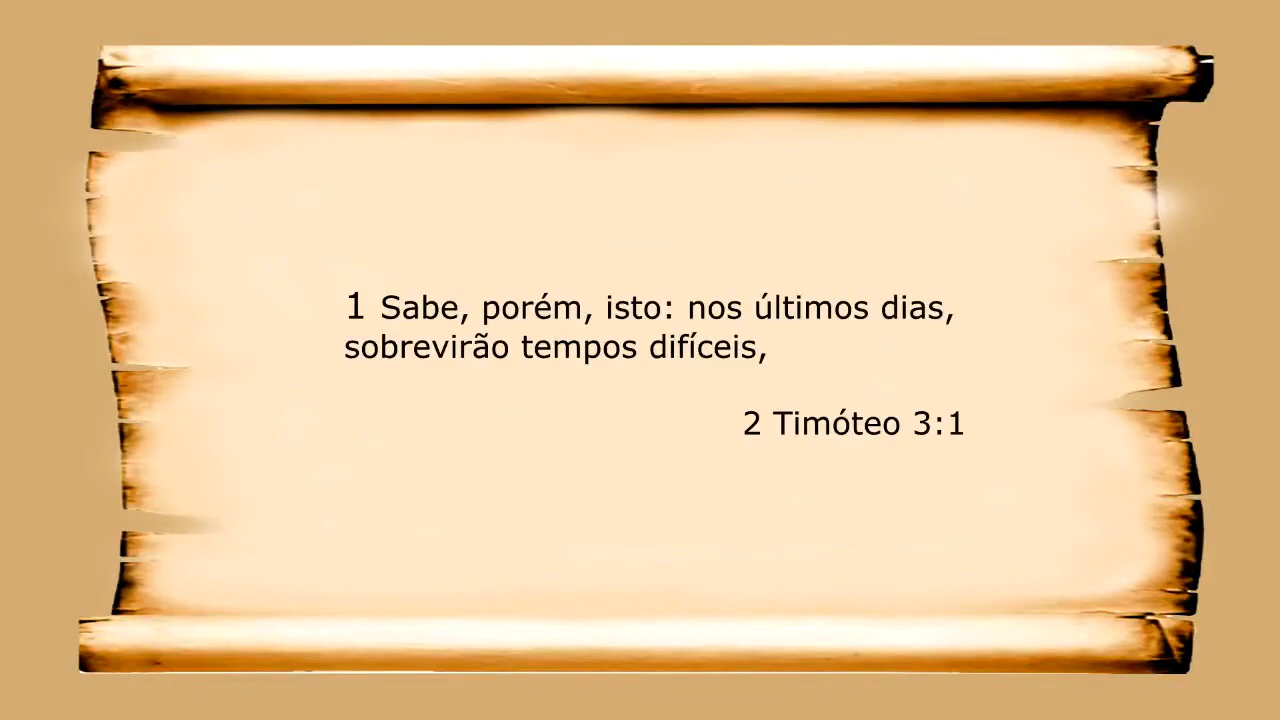 1 Sabe, porém, isto: nos últimos dias,
sobrevirão tempos difíceis,
2 Timóteo 3:1